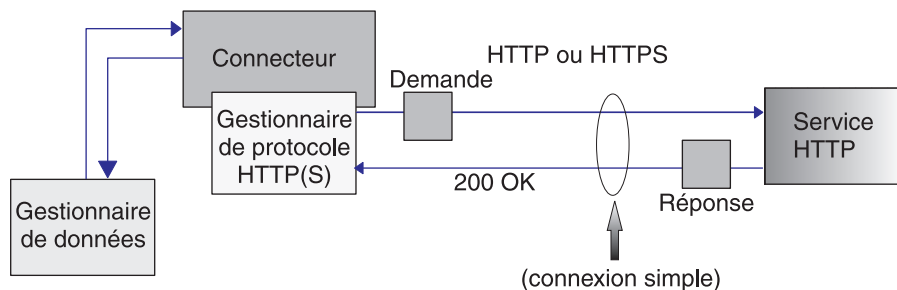 Connecteur
Gestionnaire
de protocole
HTTP(S)
Gestionnaire
de données
HTTP ou HTTPS
Demande
200 OK
Réponse
Service
HTTP
(connexion simple)